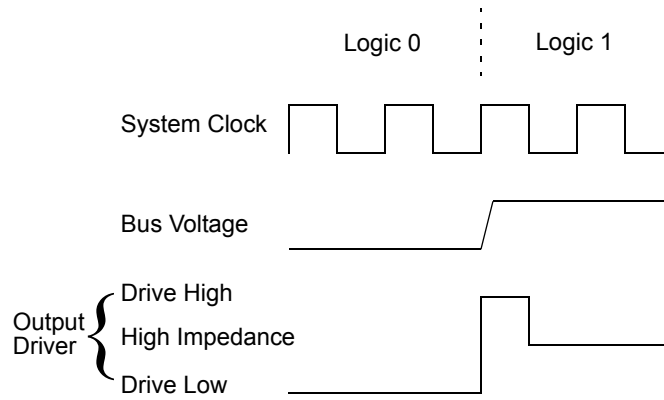 Logic 0
Logic 1
System Clock
Bus Voltage
Drive High
Output
Driver
High Impedance
Drive Low